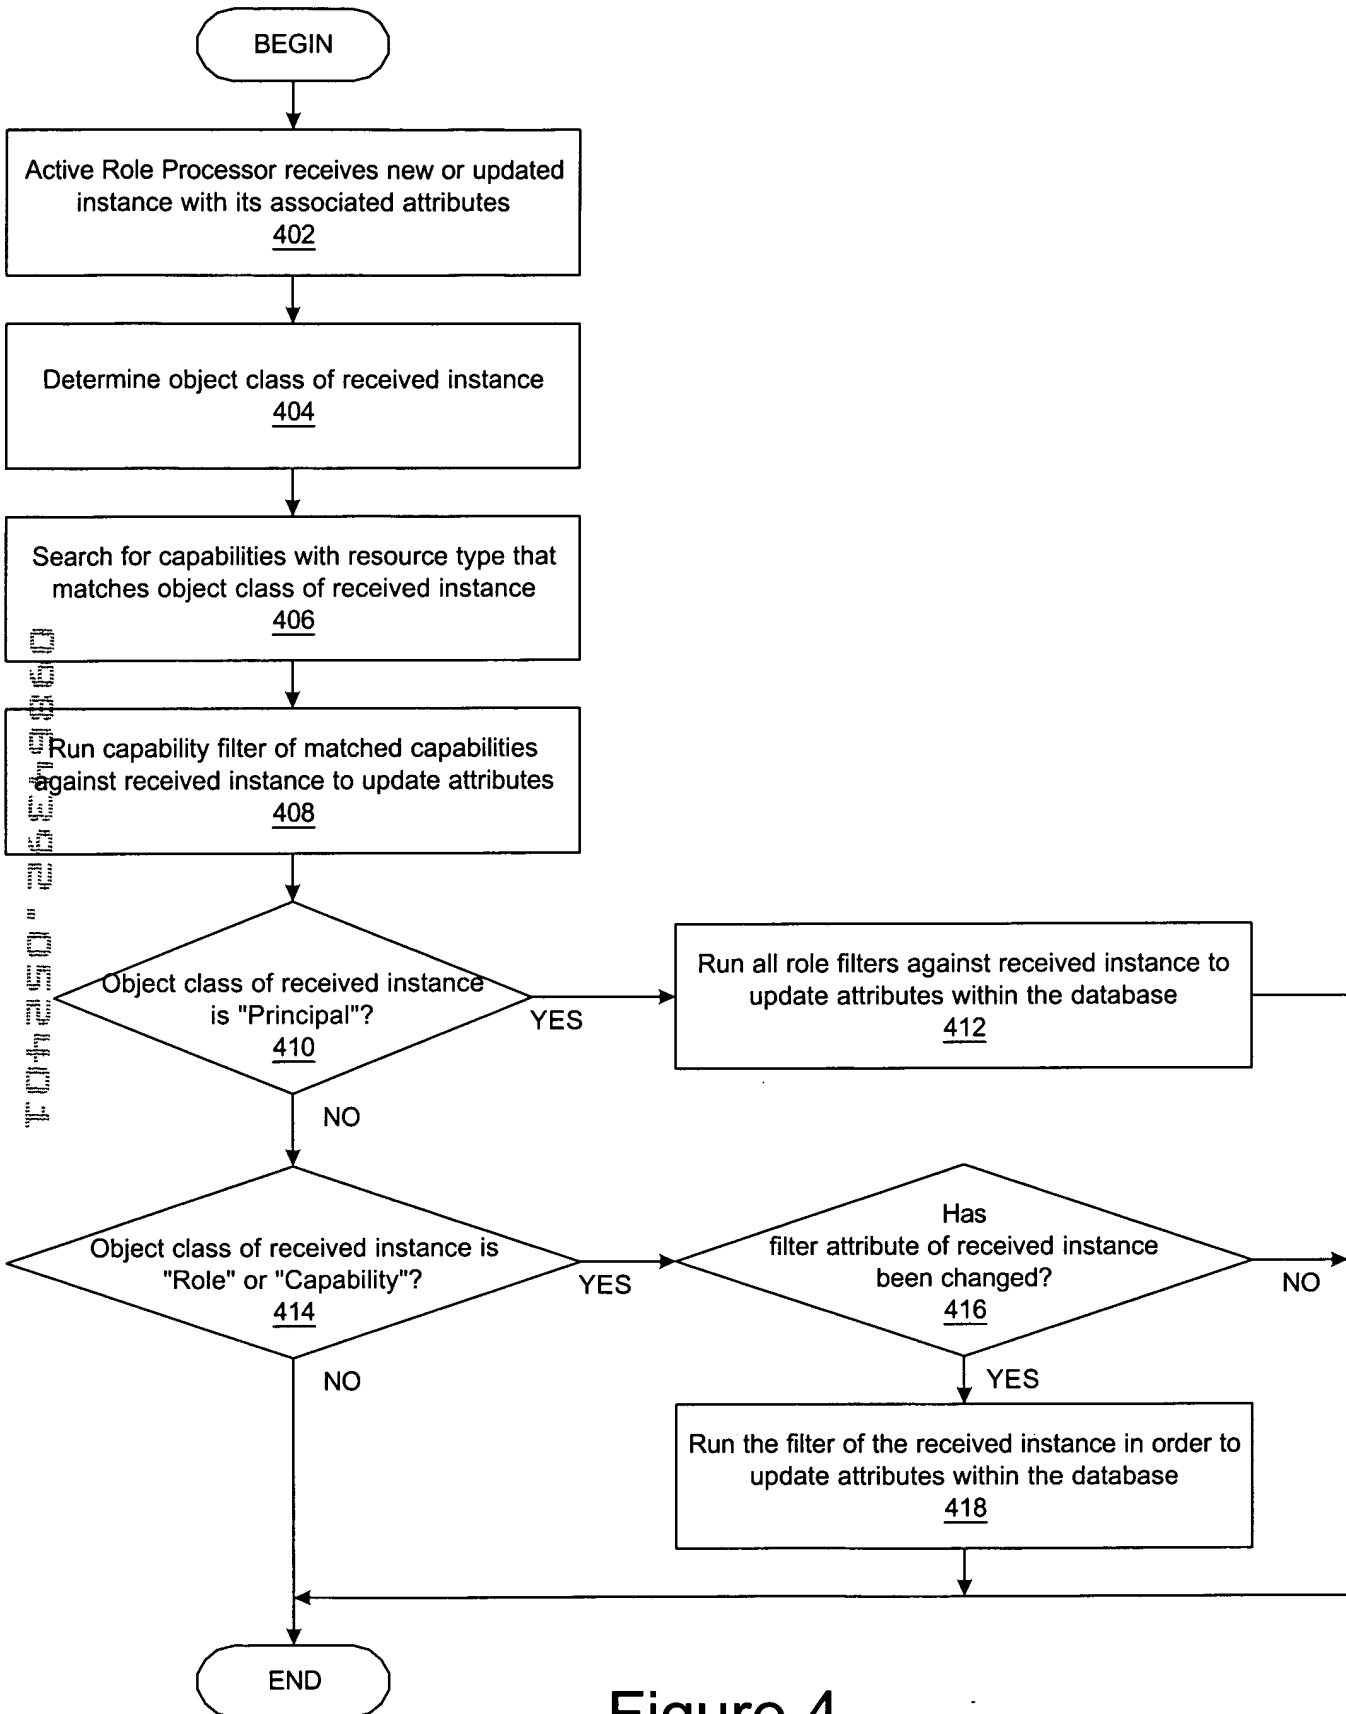 BEGIN
Active Role Processor receives new or updated
instance with its associated attributes
402
Determine object class of received instance
404
Search for capabilities with resource type that
matches object class of received instance
406
Run capability filter of matched capabilities
against received instance to update attributes
408
Object class of received instance
is "Principal"?
410
YES
NO
Run all role filters against received instance to
update attributes within the database
412
Object class of received instance is
"Role" or "Capability"?
414
YES
NO
Has
filter attribute of received instance
been changed?
416
NO
YES
Run the filter of the received instance in order to
update attributes within the database
418
END
Figure 4
09864392.052401